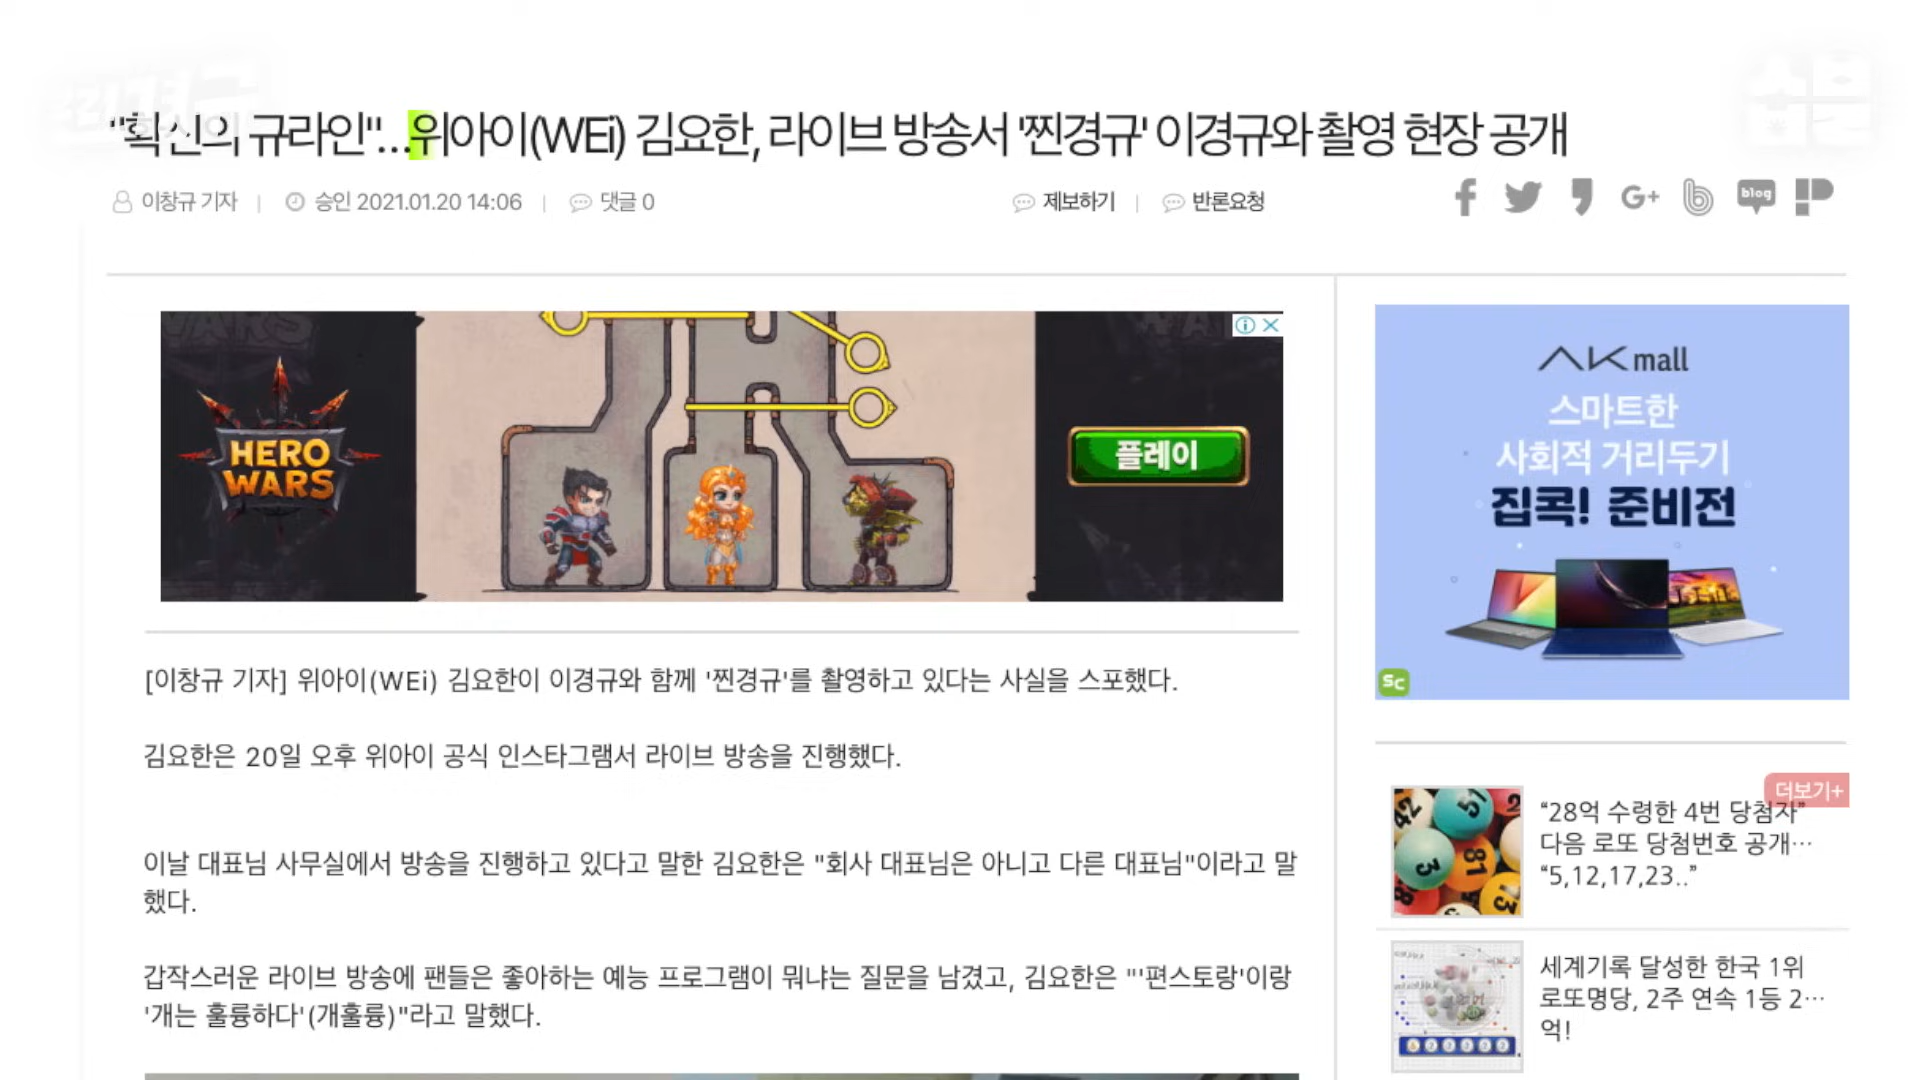 찐경규
"확신의 규라인"...위아이(WEi) 김요한, 라이브 방송서 '찐경규' 이경규와 촬영 현장 공개
이창규 기자 | 승인 2021.01.20 14:06 | 댓글 0
제보하기 | 반론요청
G+
blog
HERO
WARS
플레이
AK mall
스마트한
사회적 거리두기
집콕! 준비전
SC
[이창규 기자] 위아이(WEi) 김요한이 이경규와 함께 '찐경규'를 촬영하고 있다는 사실을 스포했다.
김요한은 20일 오후 위아이 공식 인스타그램서 라이브 방송을 진행했다.
이날 대표님 사무실에서 방송을 진행하고 있다고 말한 김요한은 "회사 대표님은 아니고 다른 대표님"이라고 말
했다.
갑작스러운 라이브 방송에 팬들은 좋아하는 예능 프로그램이 뭐냐는 질문을 남겼고, 김요한은 "'편스토랑'이랑
'개는 훌륭하다'(개훌륭)"라고 말했다.
더보기+
“28억 수령한 4번 당첨자”
다음 로또 당첨번호 공개…
“5,12,17,23..”
세계기록 달성한 한국 1위
로또명당, 2주 연속 1등 2…
억!